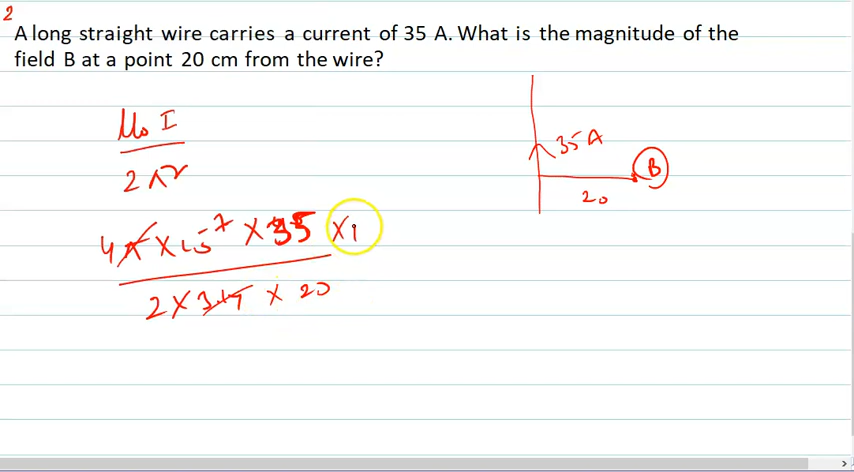 2
A long straight wire carries a current of 35 A. What is the magnitude of the
field B at a point 20 cm from the wire?
μ₀ I
2πr
35A
B
20
4π × 10⁻⁷ × 35 × 1
2 × 3.14 × 20